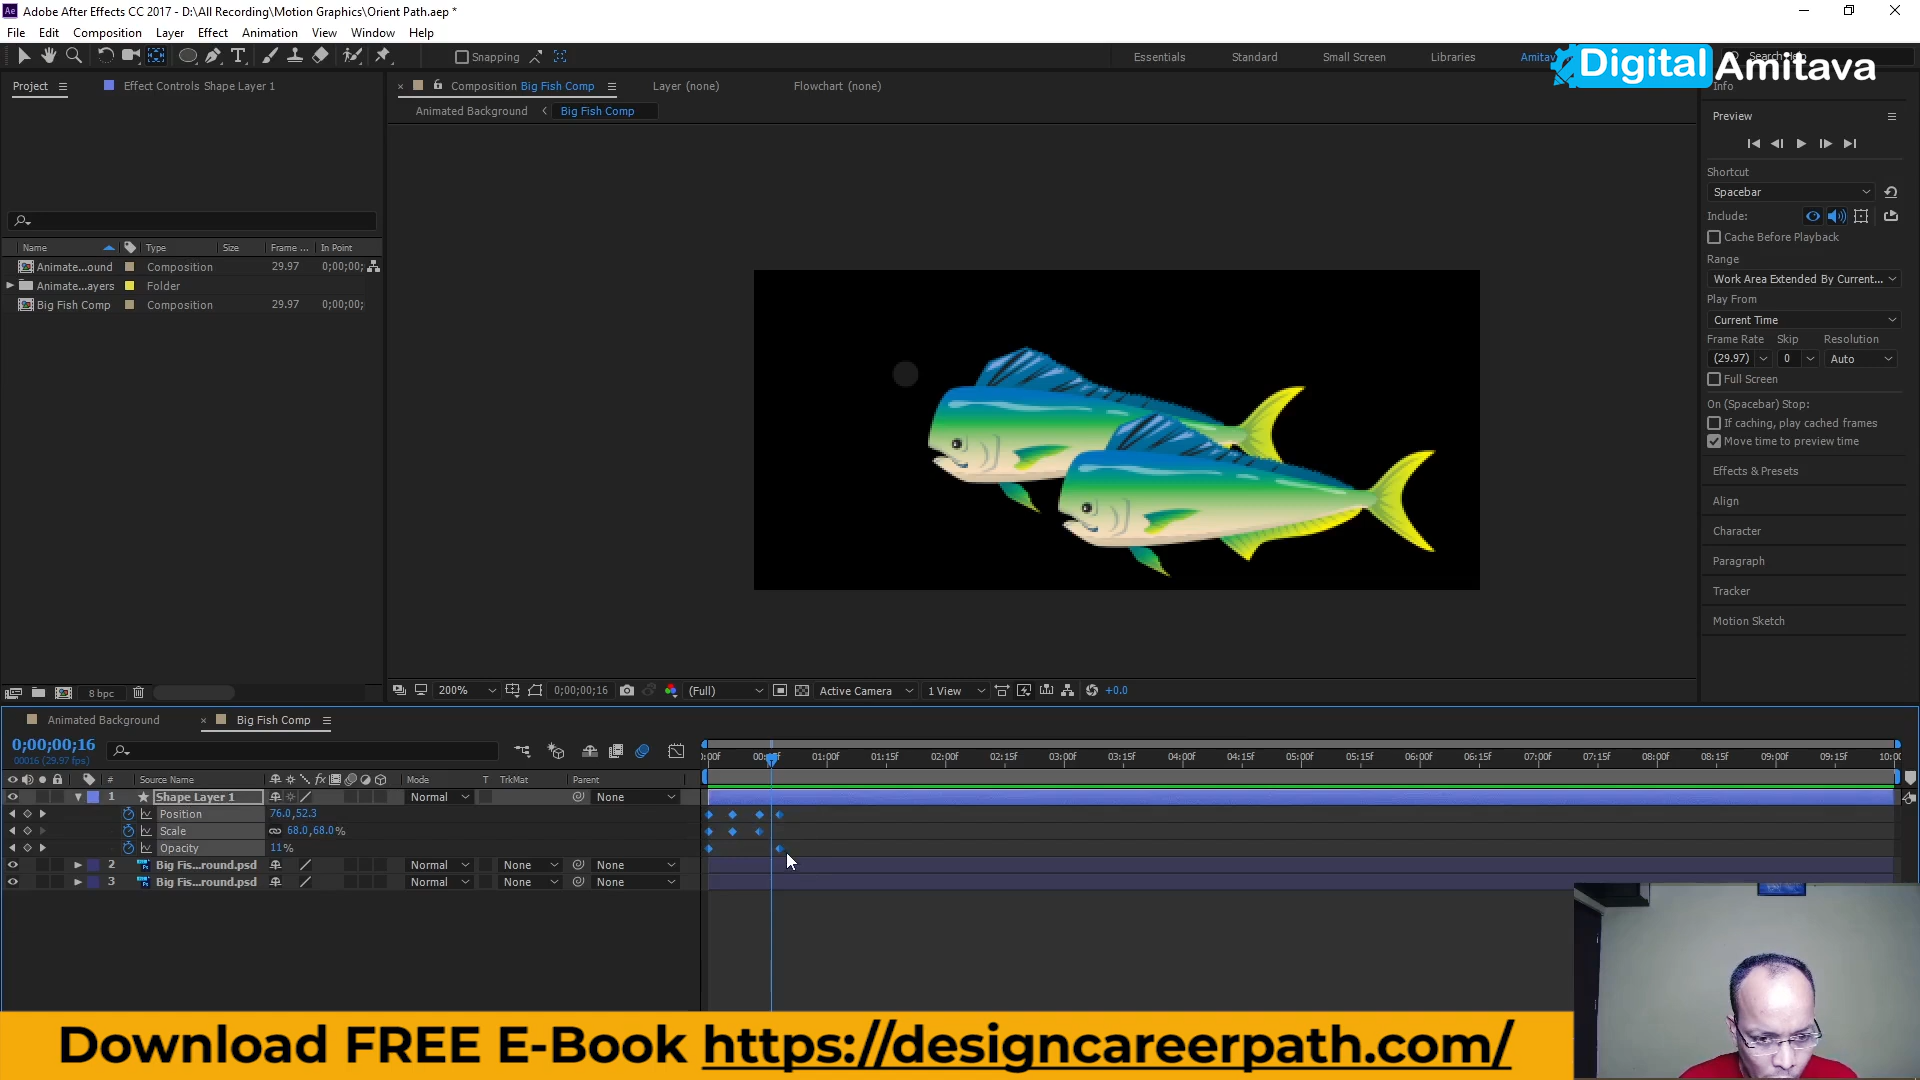 Adobe After Effects CC 2017 - D:\All Recording\Motion Graphics\Orient Path.aep *
File Edit Composition Layer Effect Animation View Window Help
Snapping Essentials Standard Small Screen Libraries Amitav
Digital Amitava
Project Effect Controls Shape Layer 1
Composition Big Fish Comp Layer (none) Flowchart (none)
Animated Background Big Fish Comp
Info
Preview
Shortcut
Spacebar
Include:
Cache Before Playback
Range
Work Area Extended By Current...
Play From
Current Time
Frame Rate Skip Resolution
(29.97) 0 Auto
Full Screen
On (Spacebar) Stop:
If caching, play cached frames
Move time to preview time
Effects & Presets
Align
Character
Paragraph
Tracker
Motion Sketch
Name Type Size Frame ... In Point
Animate...ound Composition 29.97 0;00;00;
Animate...ayers Folder
Big Fish Comp Composition 29.97 0;00;00;
8 bpc
200% 0;00;00;16 (Full) Active Camera 1 View +0.0
Animated Background Big Fish Comp
0;00;00;16
00016 (29.97 fps)
:00f 01:00f 01:15f 02:00f 02:15f 03:00f 03:15f 04:00f 04:15f 05:00f 05:15f 06:00f 06:15f 07:00f 07:15f 08:00f 08:15f 09:00f 09:15f 10:00
# Source Name Mode T TrkMat Parent
1 Shape Layer 1 Normal None
Position 76.0,52.3
Scale 68.0,68.0%
Opacity 11%
2 Big Fis...round.psd Normal None None
3 Big Fis...round.psd Normal None None
Download FREE E-Book https://designcareerpath.com/